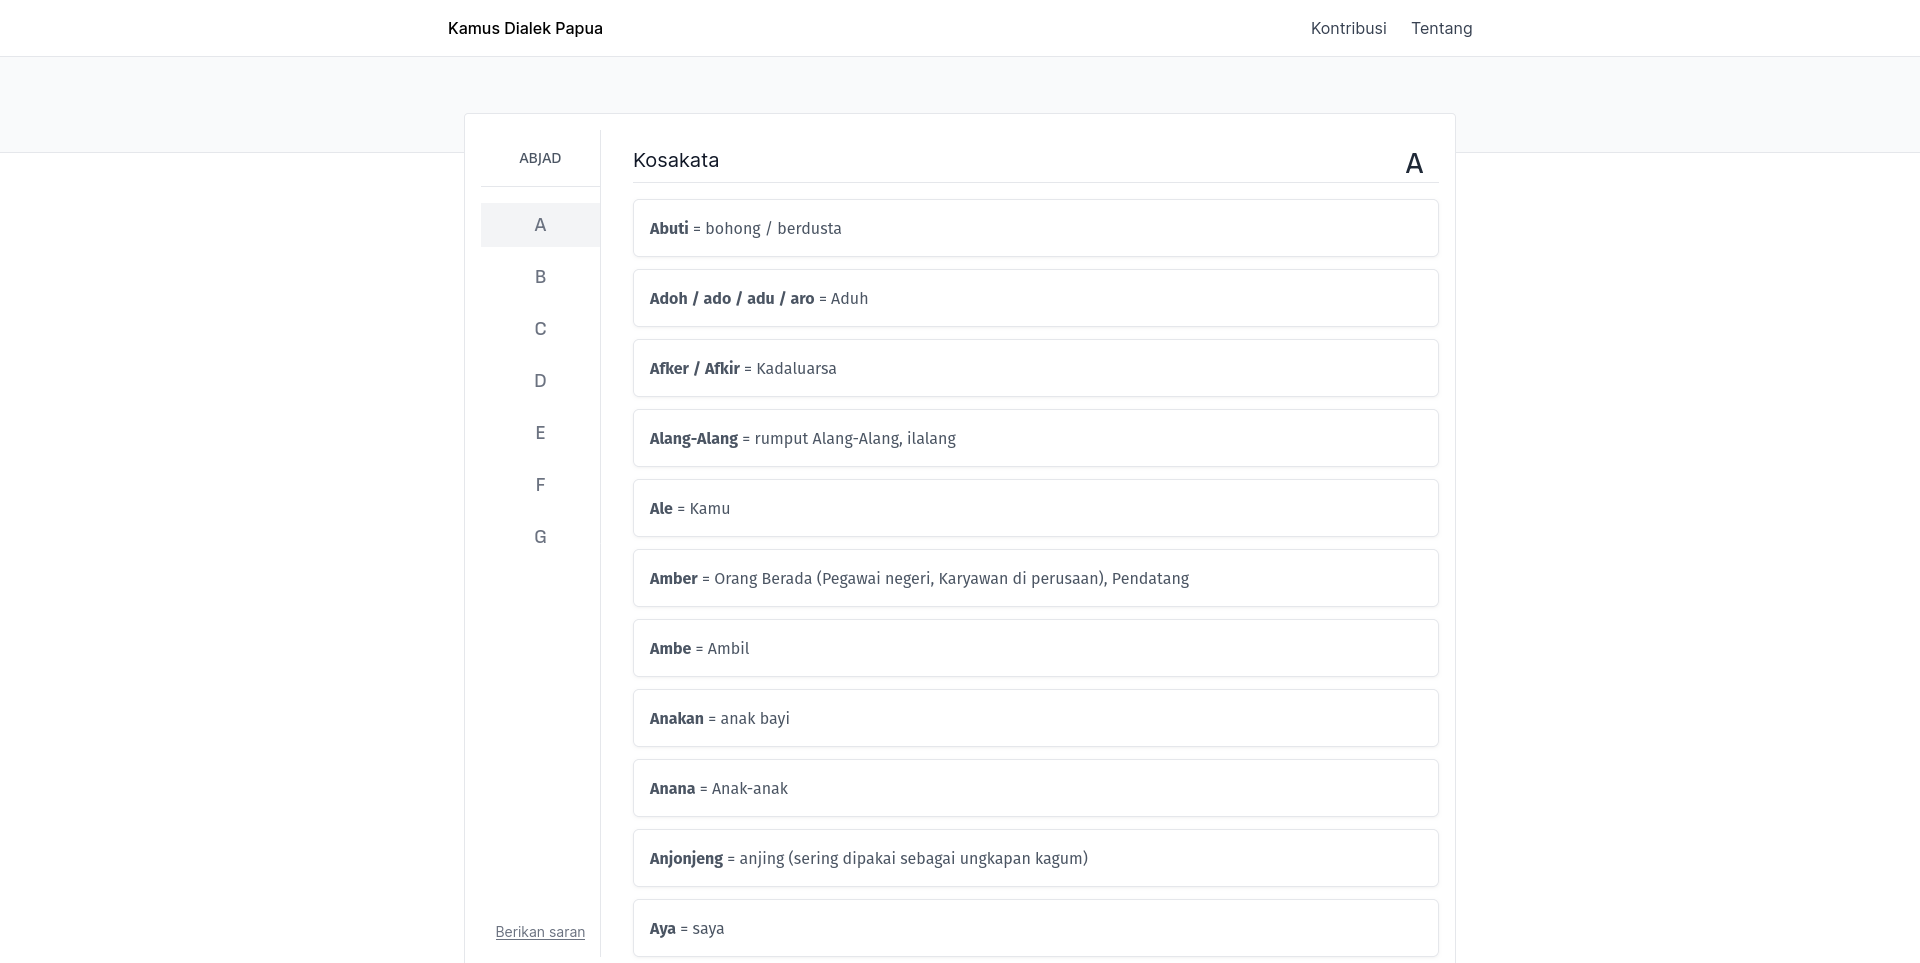 Kamus Dialek Papua
Kontribusi Tentang
ABJAD
A
B
C
D
E
F
G
Berikan saran
Kosakata A
Abuti = bohong / berdusta
Adoh / ado / adu / aro = Aduh
Afker / Afkir = Kadaluarsa
Alang-Alang = rumput Alang-Alang, ilalang
Ale = Kamu
Amber = Orang Berada (Pegawai negeri, Karyawan di perusaan), Pendatang
Ambe = Ambil
Anakan = anak bayi
Anana = Anak-anak
Anjonjeng = anjing (sering dipakai sebagai ungkapan kagum)
Aya = saya